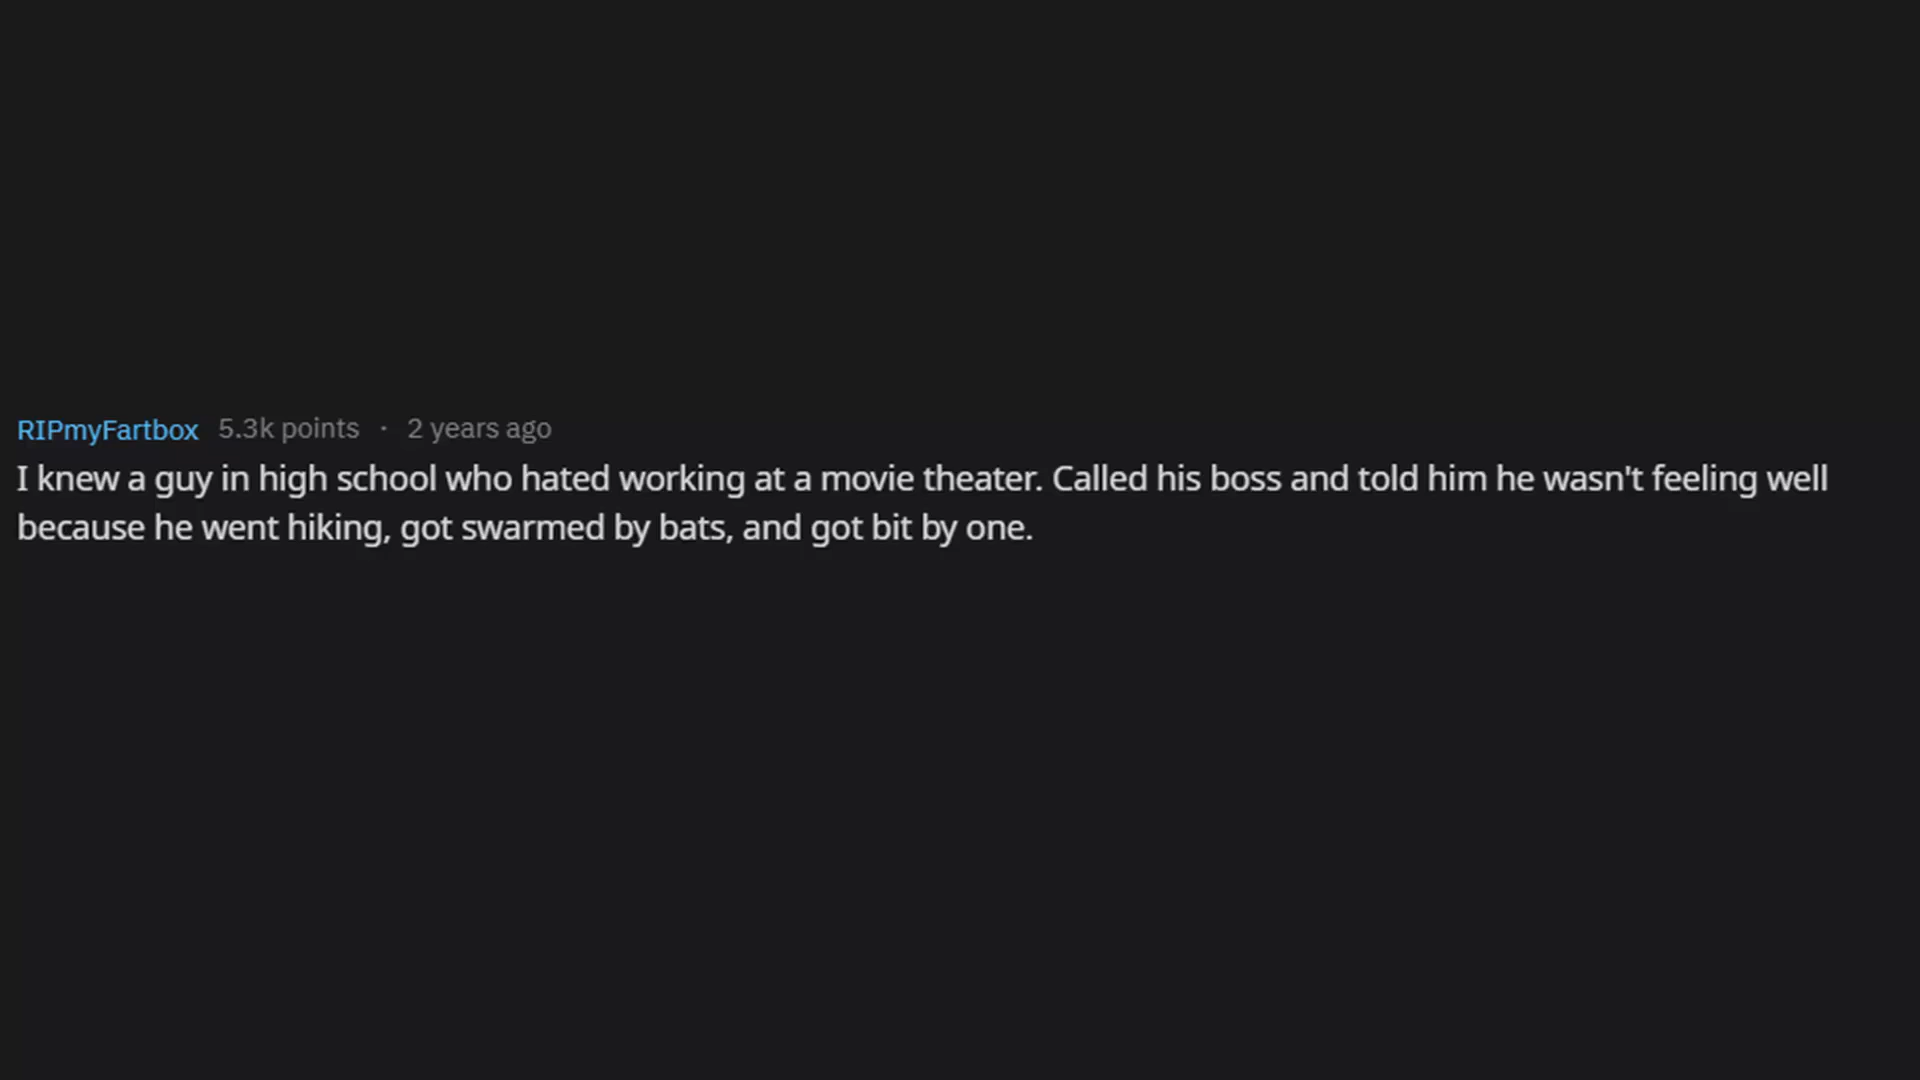 RIPmyFartbox 5.3k points · 2 years ago
I knew a guy in high school who hated working at a movie theater. Called his boss and told him he wasn't feeling well
because he went hiking, got swarmed by bats, and got bit by one.